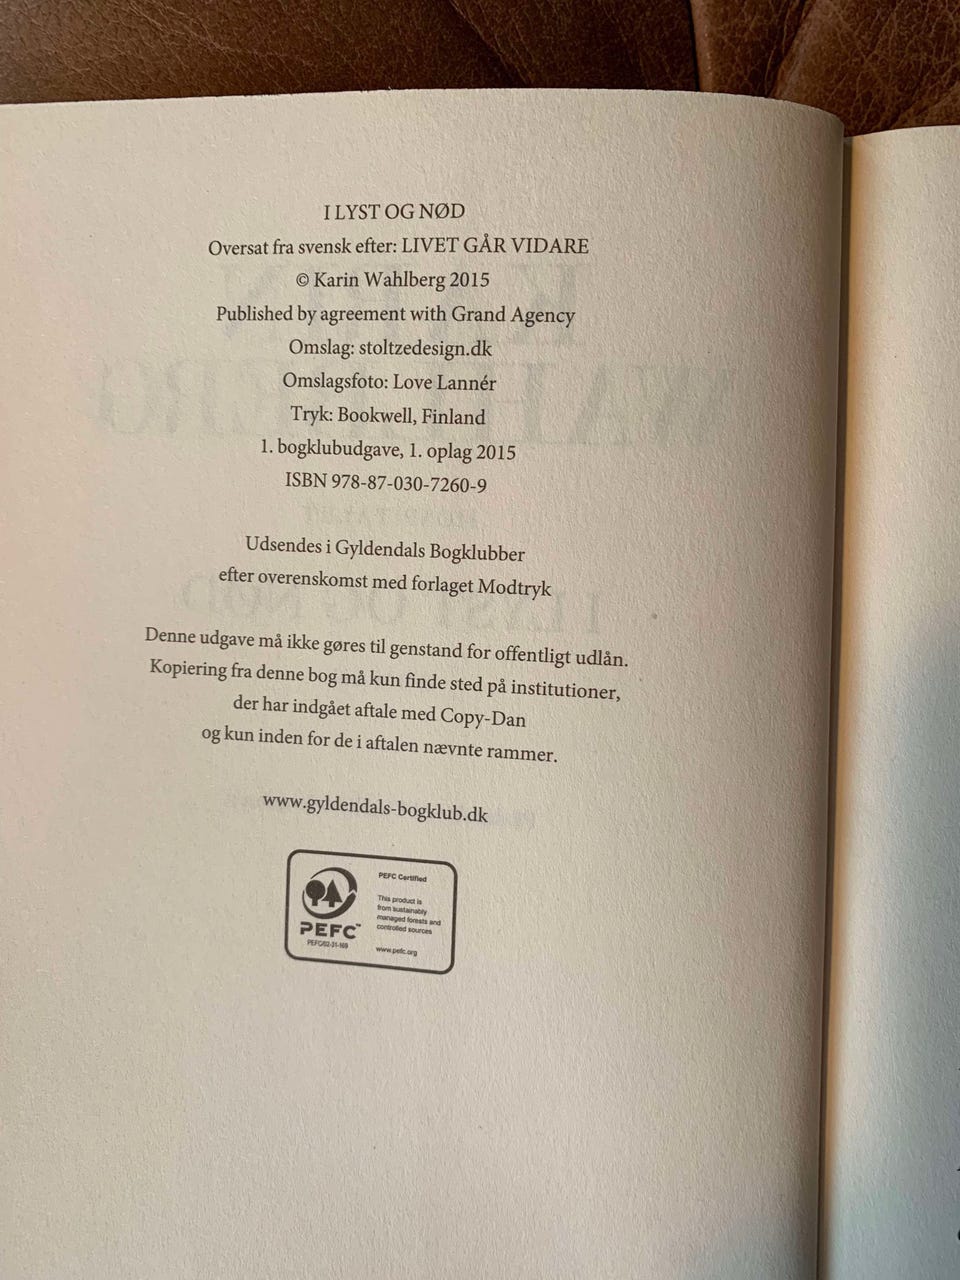 I LYST OG NØD
Oversat fra svensk efter: LIVET GÅR VIDARE
© Karin Wahlberg 2015
Published by agreement with Grand Agency
Omslag: stoltzedesign.dk
Omslagsfoto: Love Lannér
Tryk: Bookwell, Finland
1. bogklubudgave, 1. oplag 2015
ISBN 978-87-030-7260-9
Udsendes i Gyldendals Bogklubber
efter overenskomst med forlaget Modtryk
Denne udgave må ikke gøres til genstand for offentligt udlån.
Kopiering fra denne bog må kun finde sted på institutioner,
der har indgået aftale med Copy-Dan
og kun inden for de i aftalen nævnte rammer.
www.gyldendals-bogklub.dk
PEFC™
PEFC/02-31-169
PEFC Certified
This product is
from sustainably
managed forests and
controlled sources
www.pefc.org